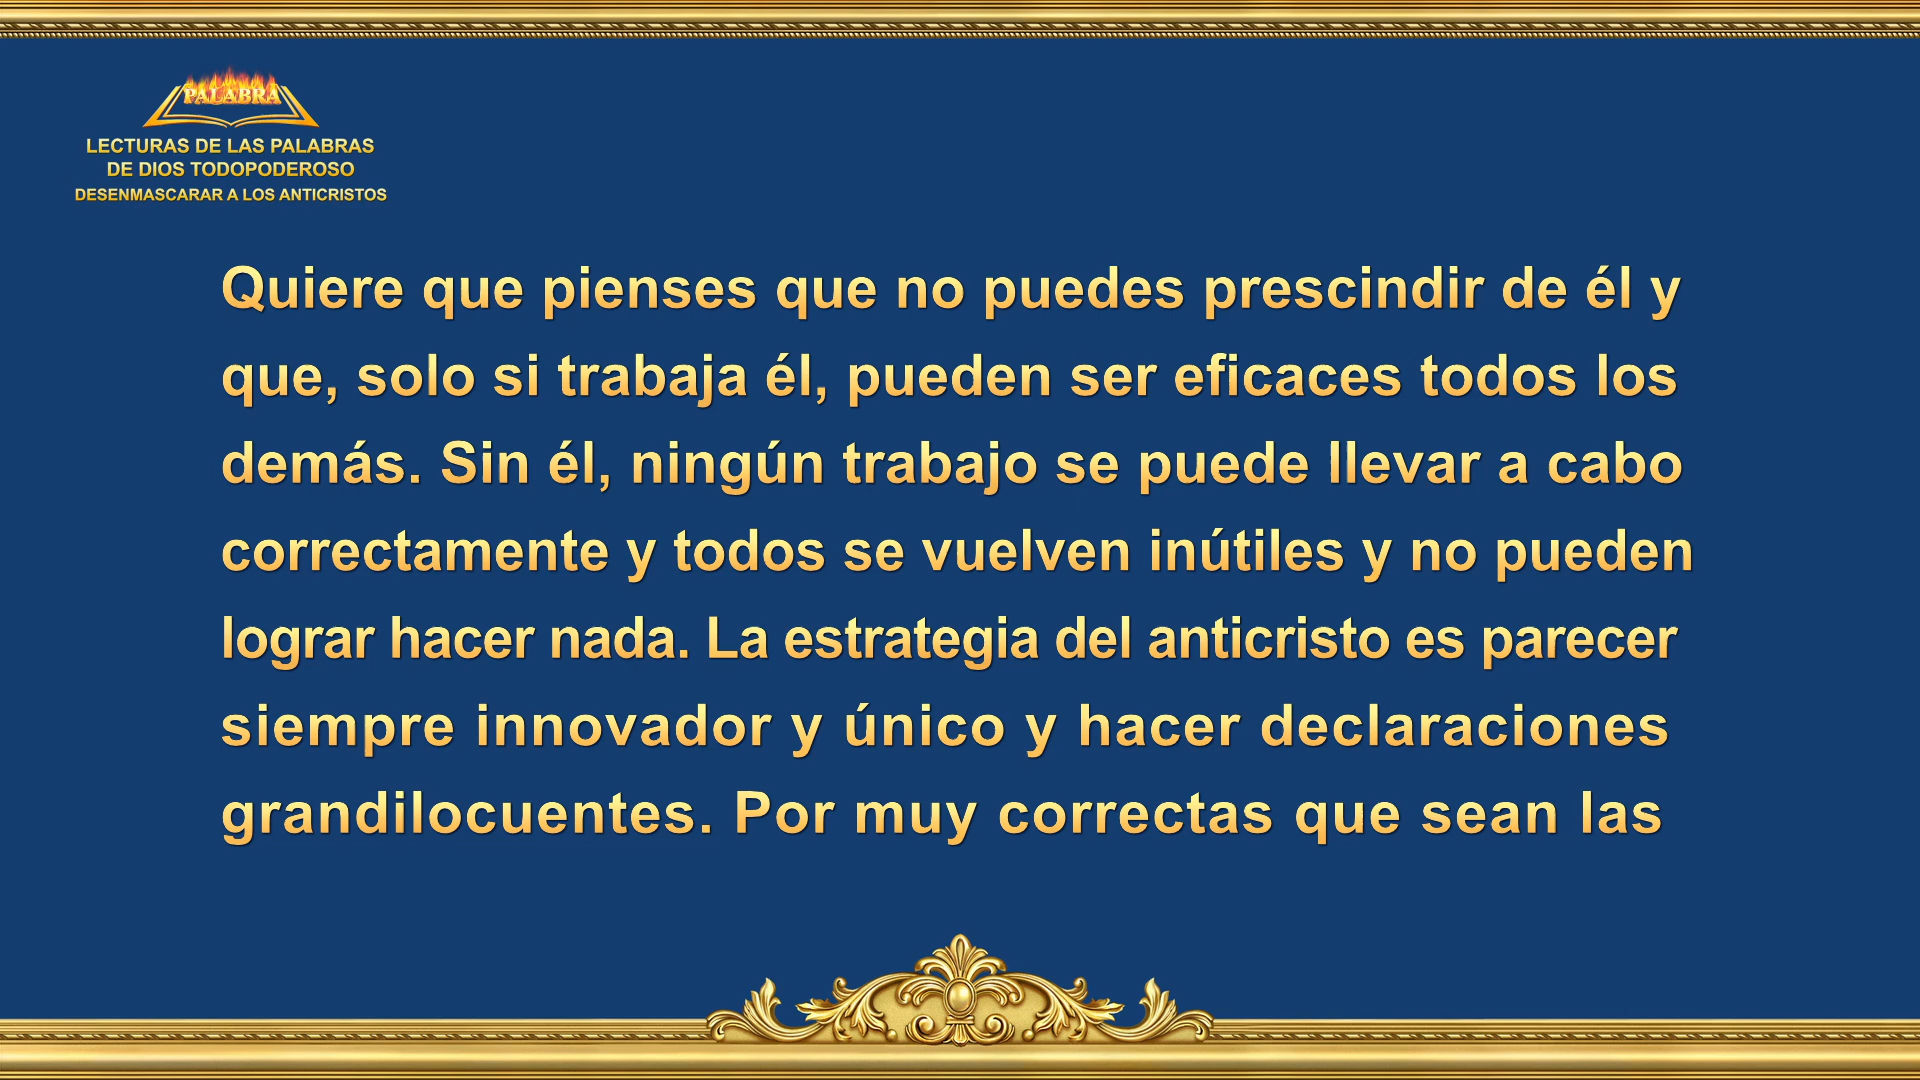 PALABRA
LECTURAS DE LAS PALABRAS
DE DIOS TODOPODEROSO
DESENMASCARAR A LOS ANTICRISTOS
Quiere que pienses que no puedes prescindir de él y
que, solo si trabaja él, pueden ser eficaces todos los
demás. Sin él, ningún trabajo se puede llevar a cabo
correctamente y todos se vuelven inútiles y no pueden
lograr hacer nada. La estrategia del anticristo es parecer
siempre innovador y único y hacer declaraciones
grandilocuentes. Por muy correctas que sean las